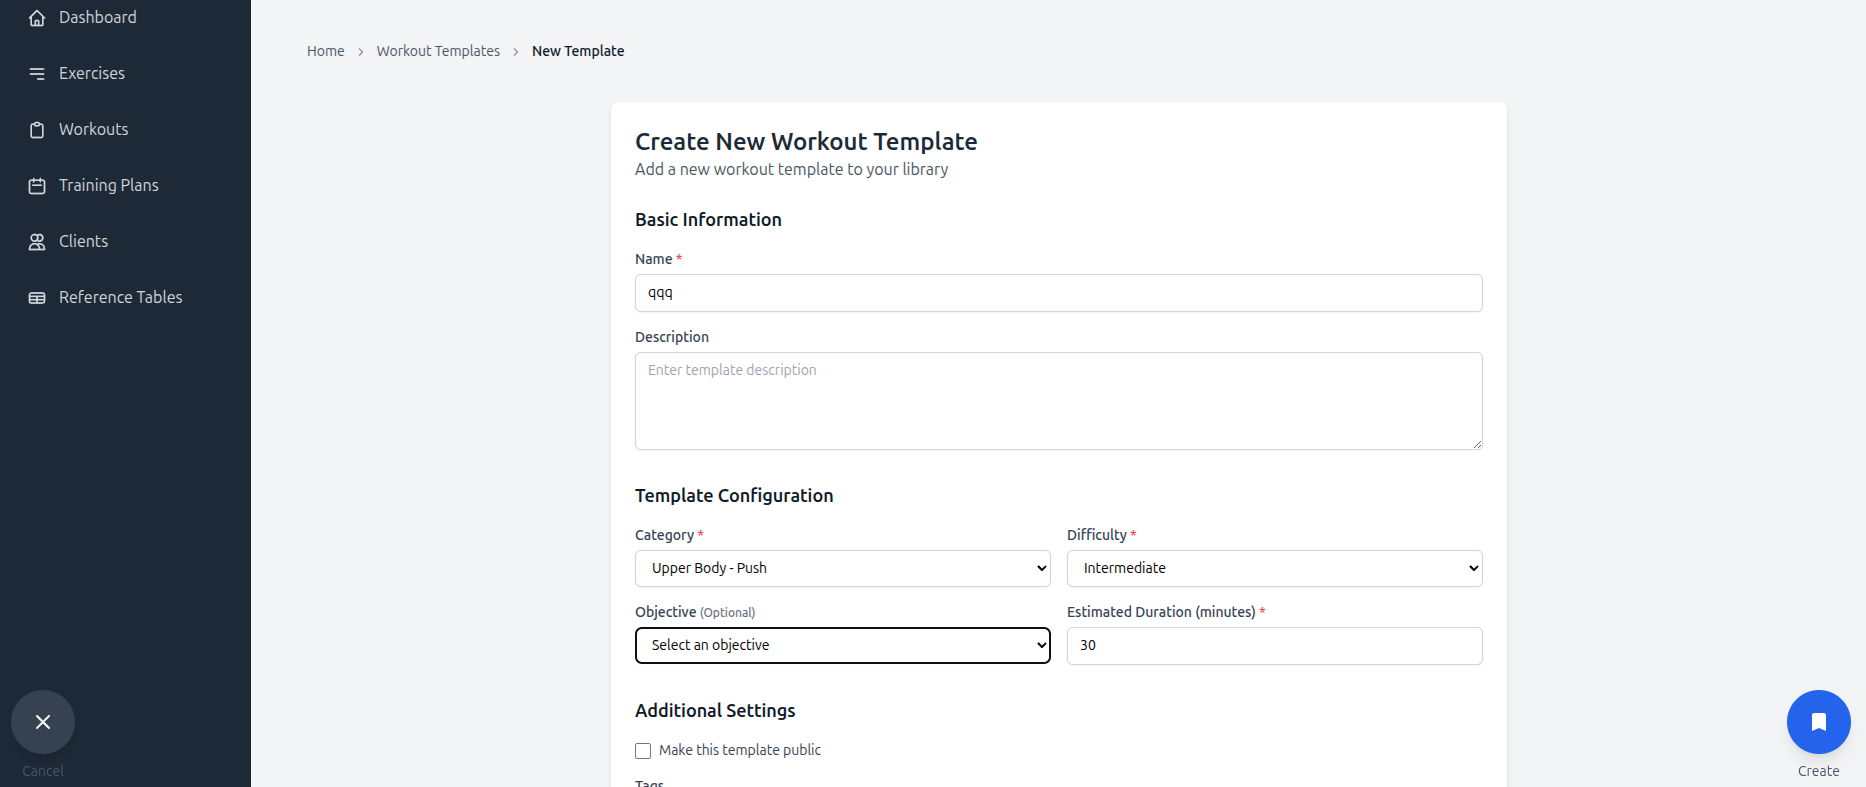 Dashboard
Exercises
Workouts
Training Plans
Clients
Reference Tables
Cancel
Home > Workout Templates > New Template
Create New Workout Template
Add a new workout template to your library
Basic Information
Name *
qqq
Description
Enter template description
Template Configuration
Category *
Upper Body - Push
Difficulty *
Intermediate
Objective (Optional)
Select an objective
Estimated Duration (minutes) *
30
Additional Settings
Make this template public
Tags
Create